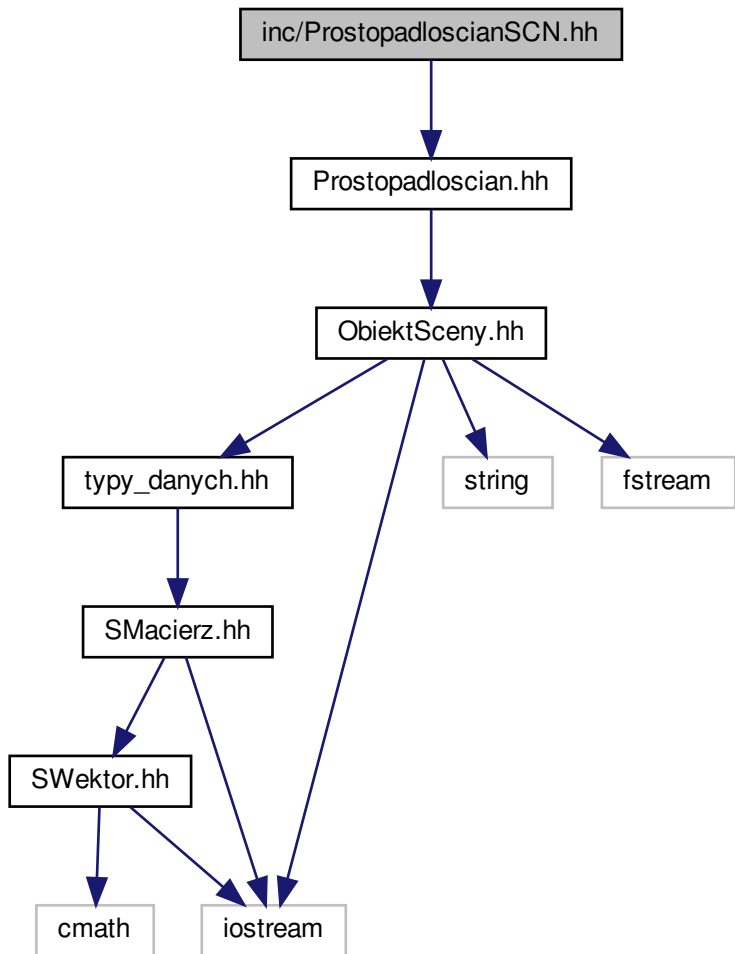 inc/ProstopadloscianSCN.hh
Prostopadloscian.hh
ObiektSceny.hh
typy_danych.hh
string
fstream
SMacierz.hh
SWektor.hh
cmath
iostream